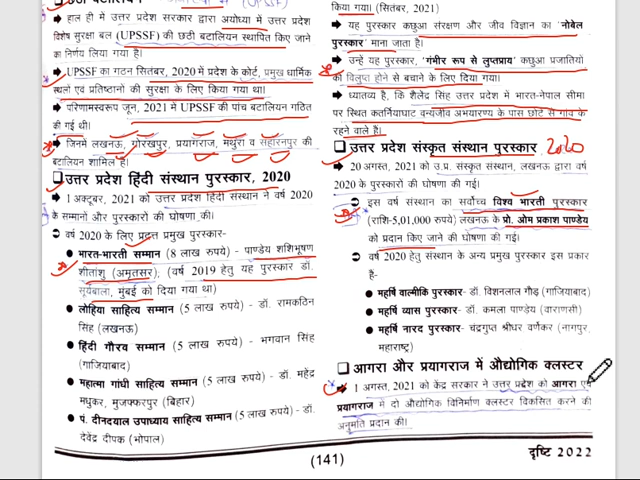 ❑ छठी बटालियन (UPSSF)
➡ हाल ही में उत्तर प्रदेश सरकार द्वारा अयोध्या में उत्तर प्रदेश
विशेष सुरक्षा बल (UPSSF) की छठी बटालियन स्थापित किए जाने
का निर्णय लिया गया है।
➡ UPSSF का गठन सितंबर, 2020 में प्रदेश के कोर्ट, प्रमुख धार्मिक
स्थलों एवं प्रतिष्ठानों की सुरक्षा के लिए किया गया था।
➡ परिणामस्वरूप जून, 2021 में UPSSF की पांच बटालियन गठित
की गई थी।
➡ जिनमें लखनऊ, गोरखपुर, प्रयागराज, मथुरा व सहारनपुर की
बटालियन शामिल हैं।
❑ उत्तर प्रदेश हिंदी संस्थान पुरस्कार, 2020
➡ 1 अक्टूबर, 2021 को उत्तर प्रदेश हिंदी संस्थान ने वर्ष 2020
के सम्मानों और पुरस्कारों की घोषणा की।
➲ वर्ष 2020 के लिए प्रदत्त प्रमुख पुरस्कार-
● भारत-भारती सम्मान (8 लाख रुपये) - पाण्डेय शशिभूषण
शीतांशु (अमृतसर); (वर्ष 2019 हेतु यह पुरस्कार डॉ.
सूर्यबाला, मुंबई को दिया गया था)
● लोहिया साहित्य सम्मान (5 लाख रुपये) - डॉ. रामकठिन
सिंह (लखनऊ)
● हिंदी गौरव सम्मान (5 लाख रुपये) - भगवान सिंह
(गाजियाबाद)
● महात्मा गांधी साहित्य सम्मान (5 लाख रुपये) - डॉ. महेंद्र
मधुकर, मुजफ्फरपुर (बिहार)
● पं. दीनदयाल उपाध्याय साहित्य सम्मान (5 लाख रुपये) - डॉ.
देवेंद्र दीपक (भोपाल)
किया गया। (सितंबर, 2021)
➡ यह पुरस्कार कछुआ संरक्षण और जीव विज्ञान का 'नोबेल
पुरस्कार' माना जाता है।
➡ उन्हें यह पुरस्कार, 'गंभीर रूप से लुप्तप्राय' कछुआ प्रजातियों
को विलुप्त होने से बचाने के लिए दिया गया।
➡ ध्यातव्य है, कि शैलेंद्र सिंह उत्तर प्रदेश में भारत-नेपाल सीमा
पर स्थित कतर्नियाघाट वन्यजीव अभयारण्य के पास छोटे से गांव के
रहने वाले हैं।
❑ उत्तर प्रदेश संस्कृत संस्थान पुरस्कार 2020
➡ 20 अगस्त, 2021 को उ.प्र. संस्कृत संस्थान, लखनऊ द्वारा वर्ष
2020 के पुरस्कारों की घोषणा की गई।
➲ इस वर्ष संस्थान का सर्वोच्च विश्व भारती पुरस्कार
(राशि-5,01,000 रुपये) लखनऊ के प्रो. ओम प्रकाश पाण्डेय
को प्रदान किए जाने की घोषणा की गई।
➲ वर्ष 2020 हेतु संस्थान के अन्य प्रमुख पुरस्कार इस प्रकार
हैं-
● महर्षि वाल्मीकि पुरस्कार- डॉ. विशनलाल गौड़ (गाजियाबाद)
● महर्षि व्यास पुरस्कार- डॉ. कमला पाण्डेय (वाराणसी)
● महर्षि नारद पुरस्कार- चंद्रगुप्त श्रीधर वर्णेकर (नागपुर,
महाराष्ट्र)
❑ आगरा और प्रयागराज में औद्योगिक क्लस्टर
➡ 1 अगस्त, 2021 को केंद्र सरकार ने उत्तर प्रदेश को आगरा एवं
प्रयागराज में दो औद्योगिक विनिर्माण क्लस्टर विकसित करने की
अनुमति प्रदान की।
(141)
दृष्टि 2022